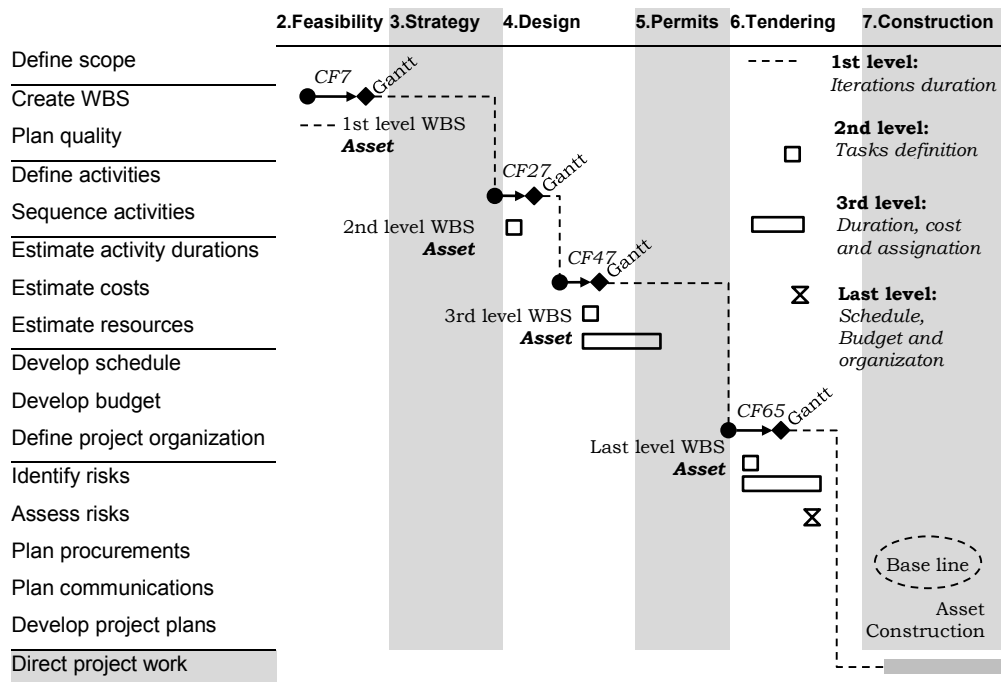 2.Feasibility 3.Strategy 4.Design 5.Permits 6.Tendering 7.Construction
Define scope
Create WBS
Plan quality
Define activities
Sequence activities
Estimate activity durations
Estimate costs
Estimate resources
Develop schedule
Develop budget
Define project organization
Identify risks
Assess risks
Plan procurements
Plan communications
Develop project plans
Direct project work
CF7
Gantt
1st level WBS
Asset
CF27
Gantt
2nd level WBS
Asset
CF47
Gantt
3rd level WBS
Asset
CF65
Gantt
Last level WBS
Asset
1st level:
Iterations duration
2nd level:
Tasks definition
3rd level:
Duration, cost
and assignation
Last level:
Schedule,
Budget and
organizaton
Base line
Asset
Construction